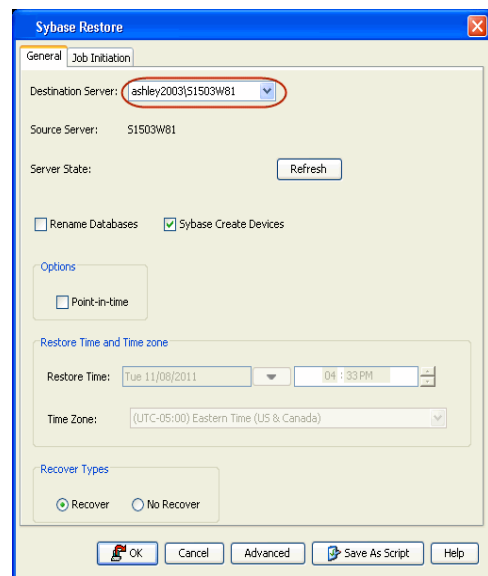 Sybase Restore
General Job Initiation
Destination Server: ashley2003\S1503W81
Source Server: S1503W81
Server State: Refresh
Rename Databases Sybase Create Devices
Options
Point-in-time
Restore Time and Time zone
Restore Time: Tue 11/08/2011 04 : 33 PM
Time Zone: (UTC-05:00) Eastern Time (US & Canada)
Recover Types
Recover No Recover
OK Cancel Advanced Save As Script Help